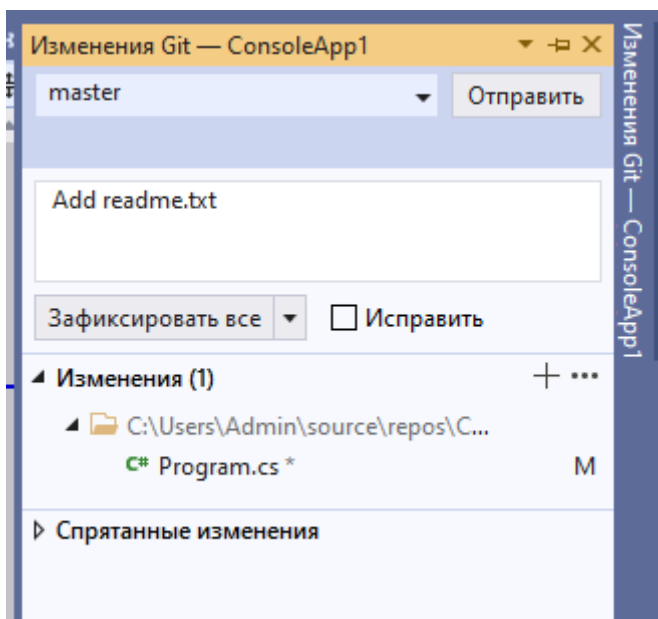 Изменения Git — ConsoleApp1
master
Отправить
Add readme.txt
Зафиксировать все
Исправить
Изменения (1)
C:\Users\Admin\source\repos\C...
C# Program.cs *
M
Спрятанные изменения
Изменения Git — ConsoleApp1